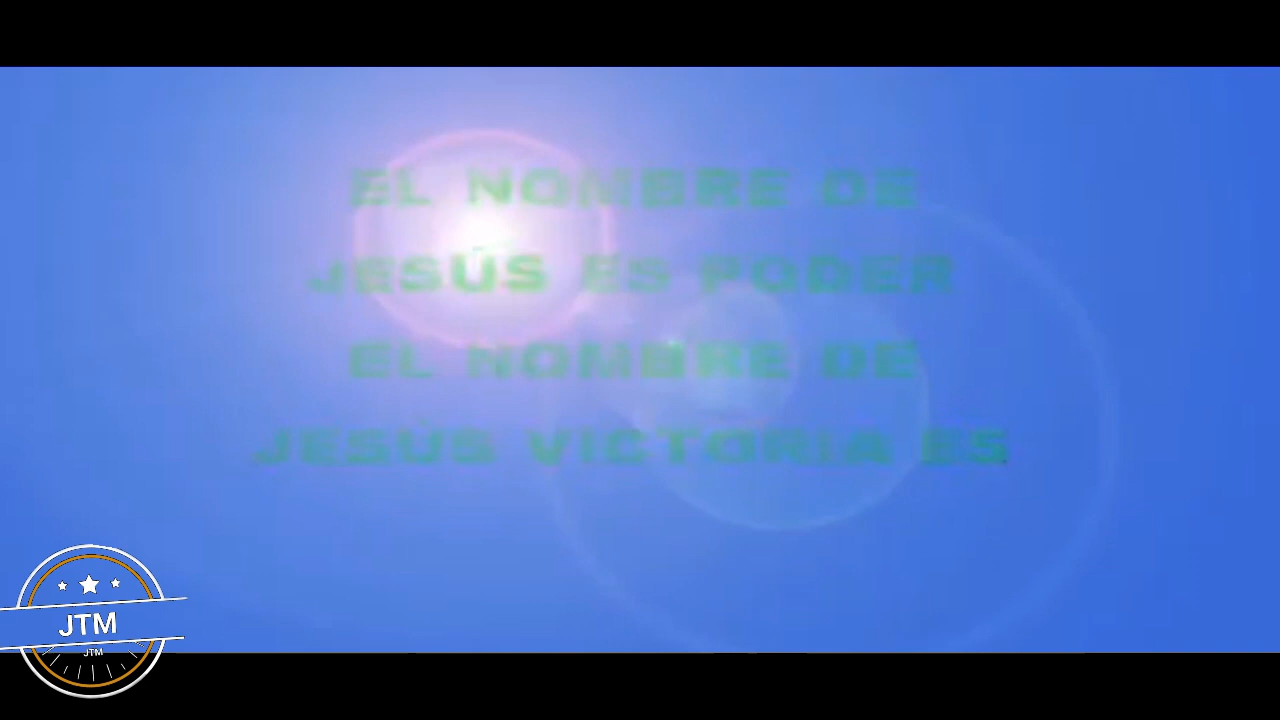 EL NOMBRE DE
JESÚS ES PODER
EL NOMBRE DE
JESÚS VICTORIA ES
JTM
JTM